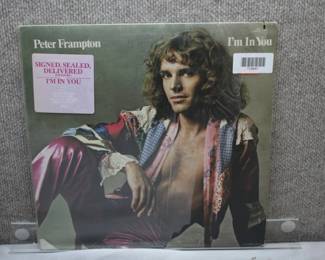 Peter Frampton
I'm In You
SIGNED, SEALED,
DELIVERED
I'M IN YOU